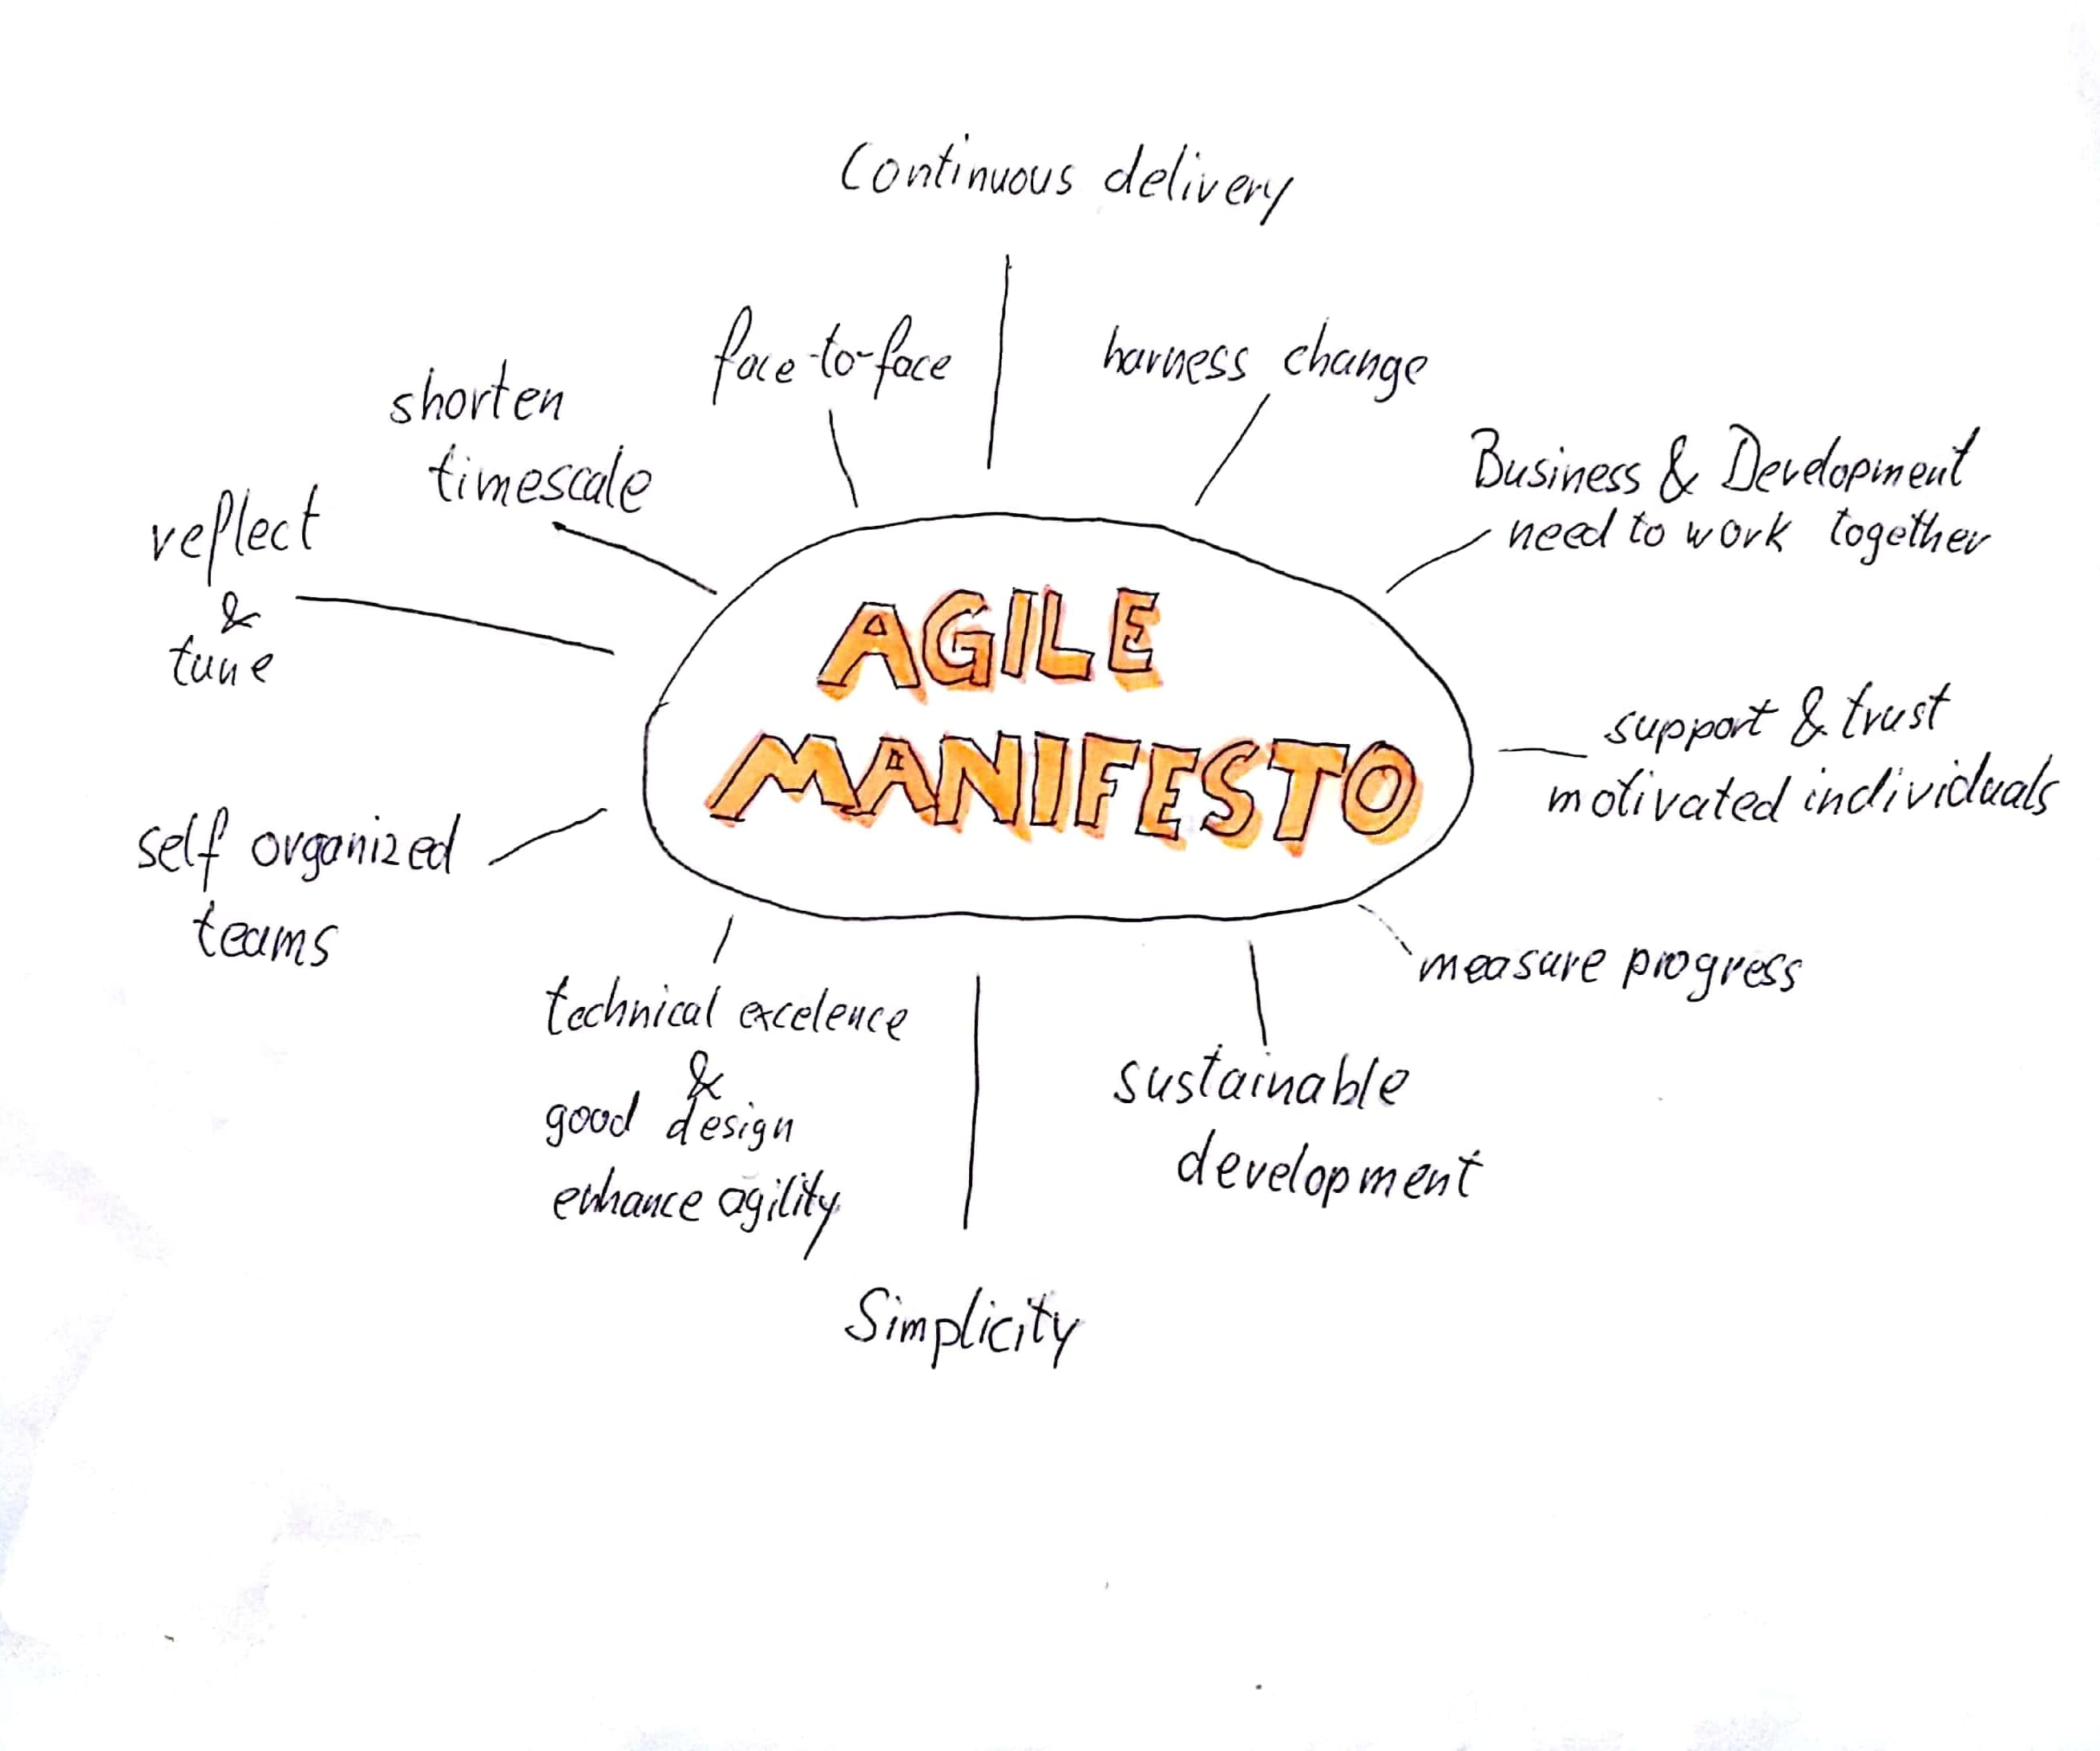 Continuous delivery
face-to-face
harness change
shorten
timescale
Business & Development
need to work together
reflect
&
tune
AGILE
MANIFESTO
support & trust
motivated individuals
self organized
teams
measure progress
technical excelence
&
good design
enhance agility
sustainable
development
Simplicity